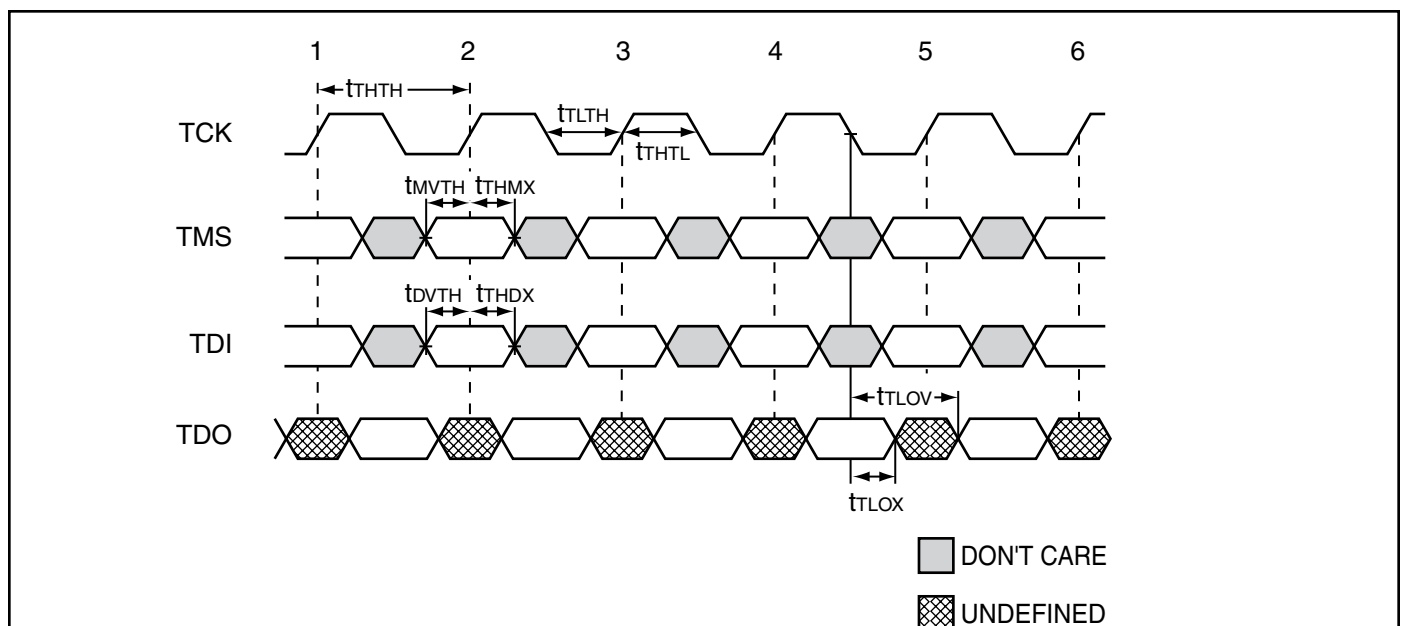 1 2 3 4 5 6
tTHTH
tTLTH
TCK
tTHTL
tMVTH tTHMX
TMS
tDVTH tTHDX
TDI
tTLOV
TDO
tTLOX
DON'T CARE
UNDEFINED